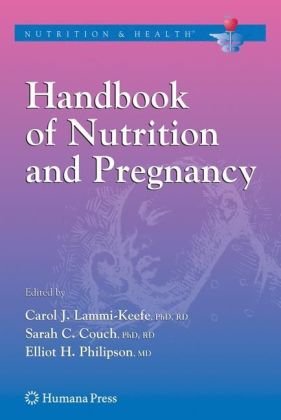 NUTRITION & HEALTH®
Handbook
of Nutrition
and Pregnancy
Edited by
Carol J. Lammi-Keefe, PhD, RD
Sarah C. Couch, PhD, RD
Elliot H. Philipson, MD
Humana Press